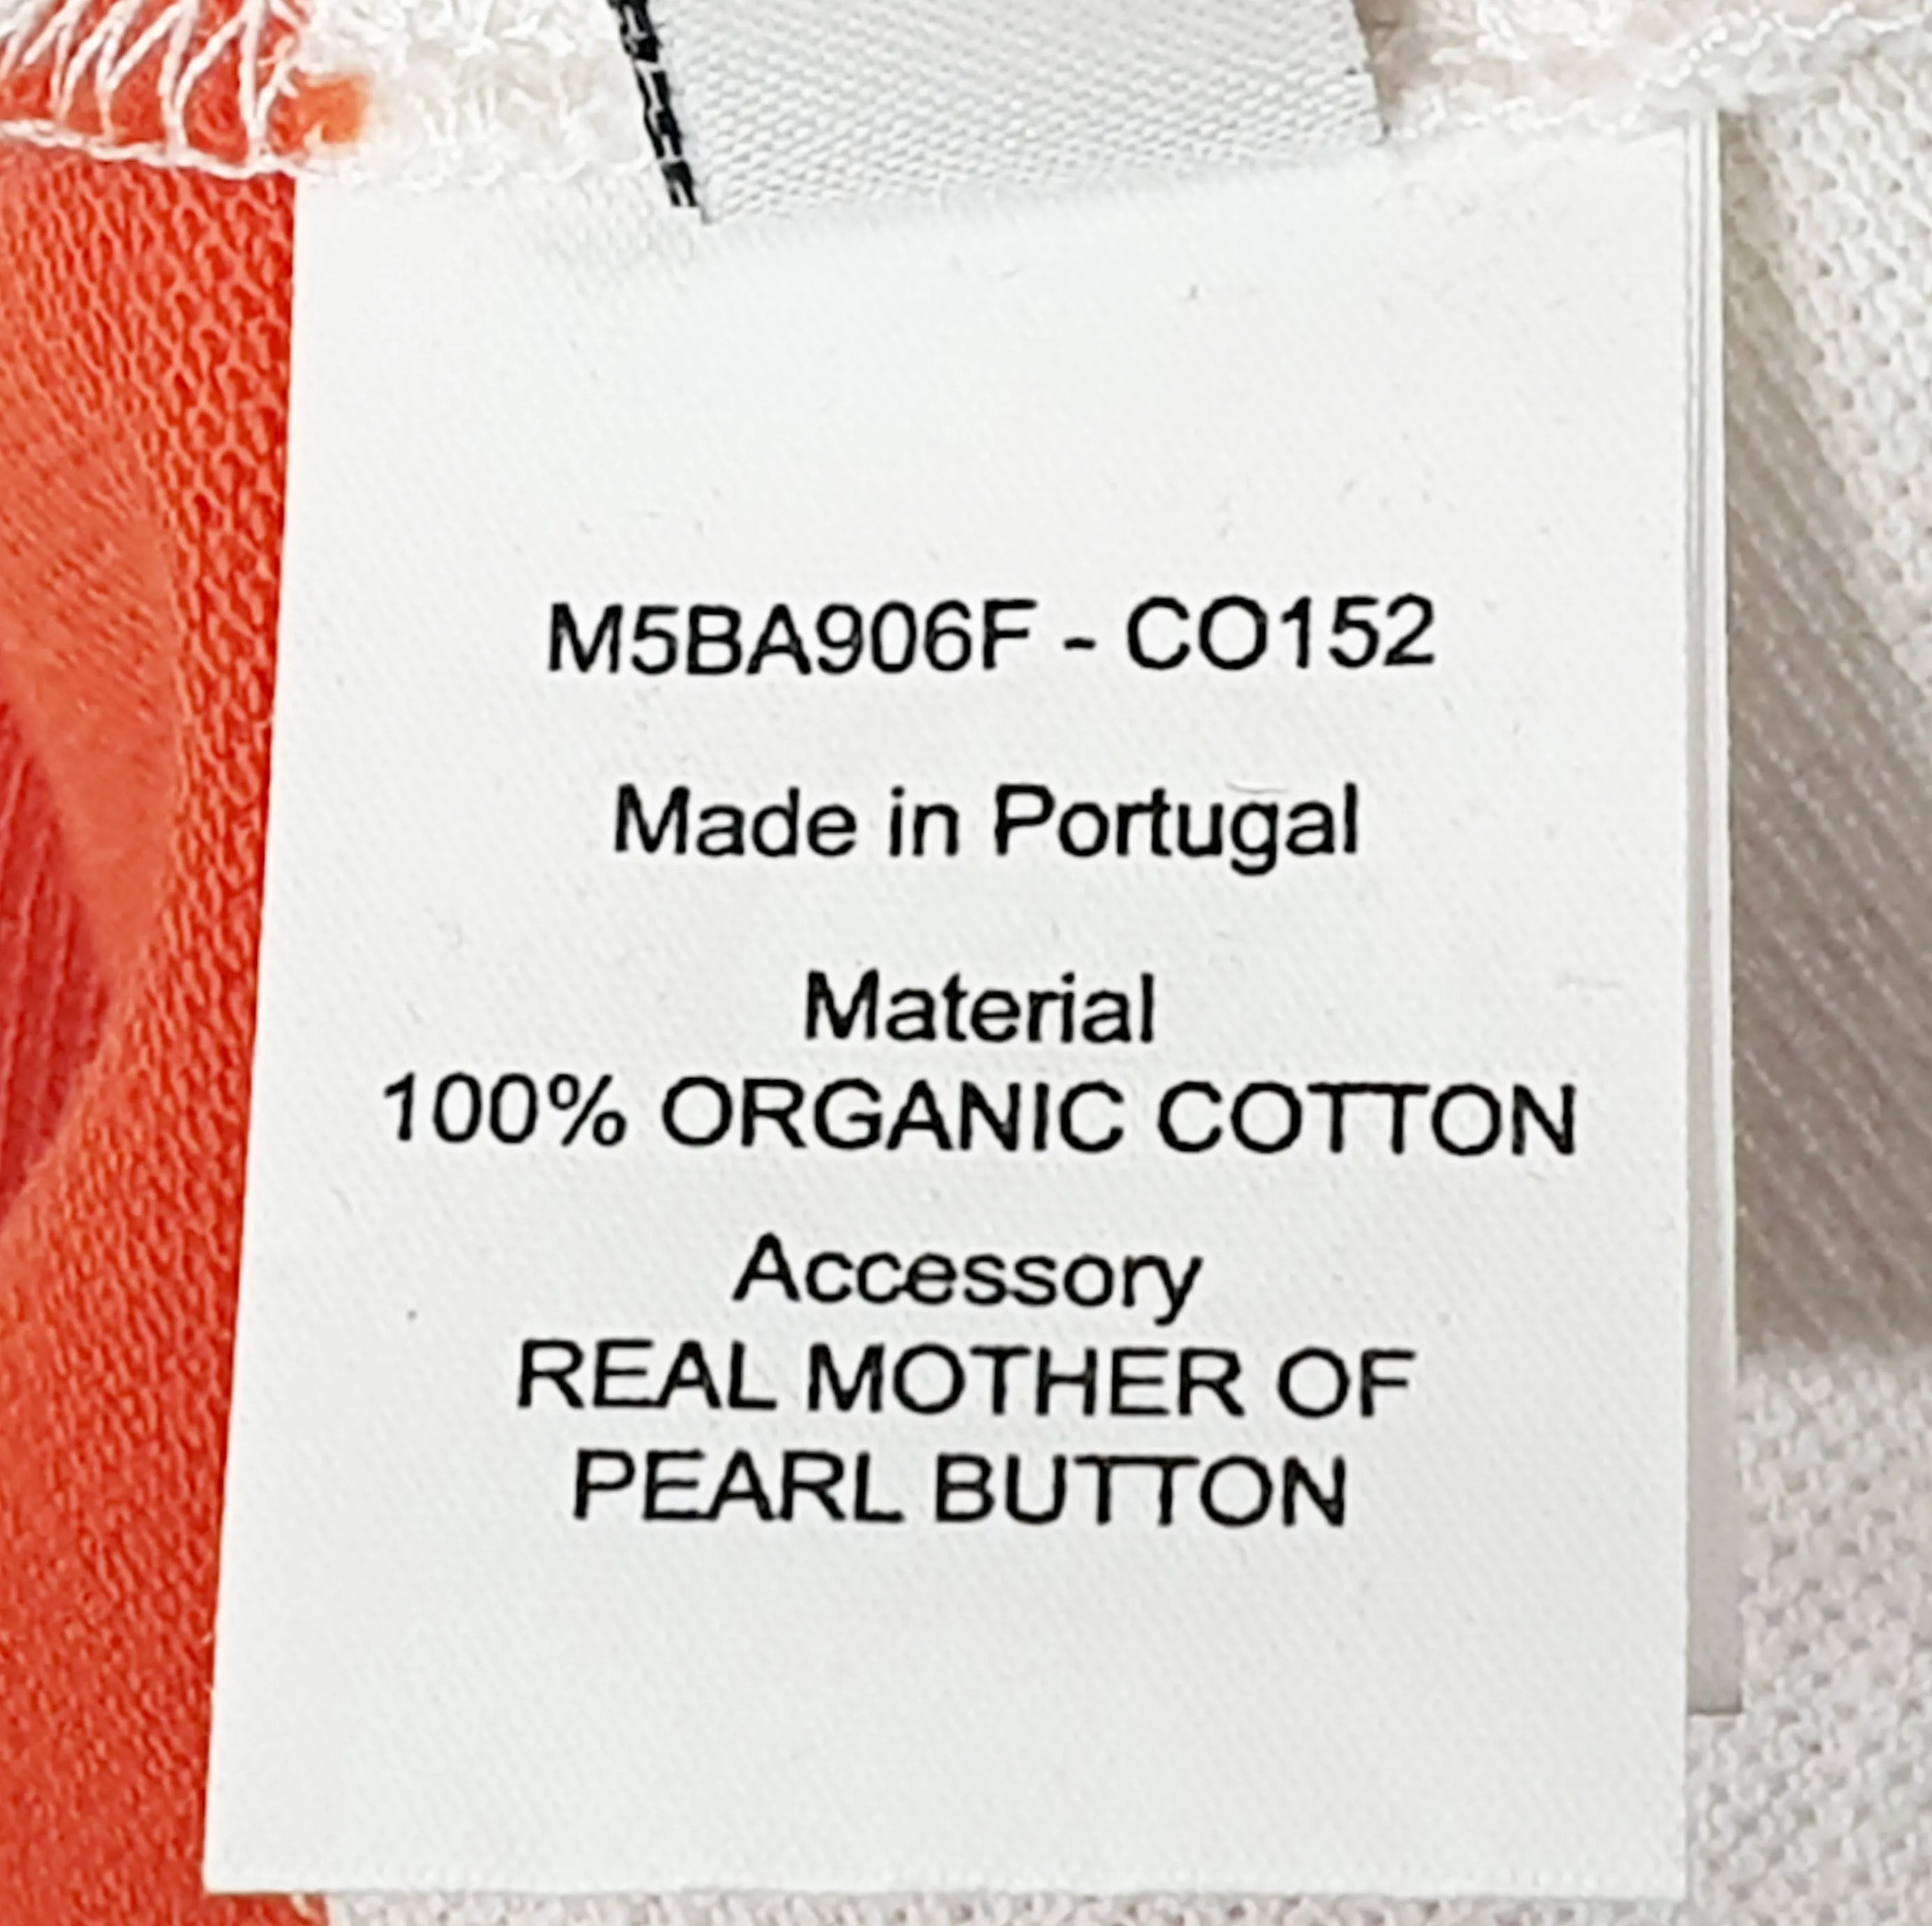 M5BA906F - CO152
Made in Portugal
Material
100% ORGANIC COTTON
Accessory
REAL MOTHER OF
PEARL BUTTON